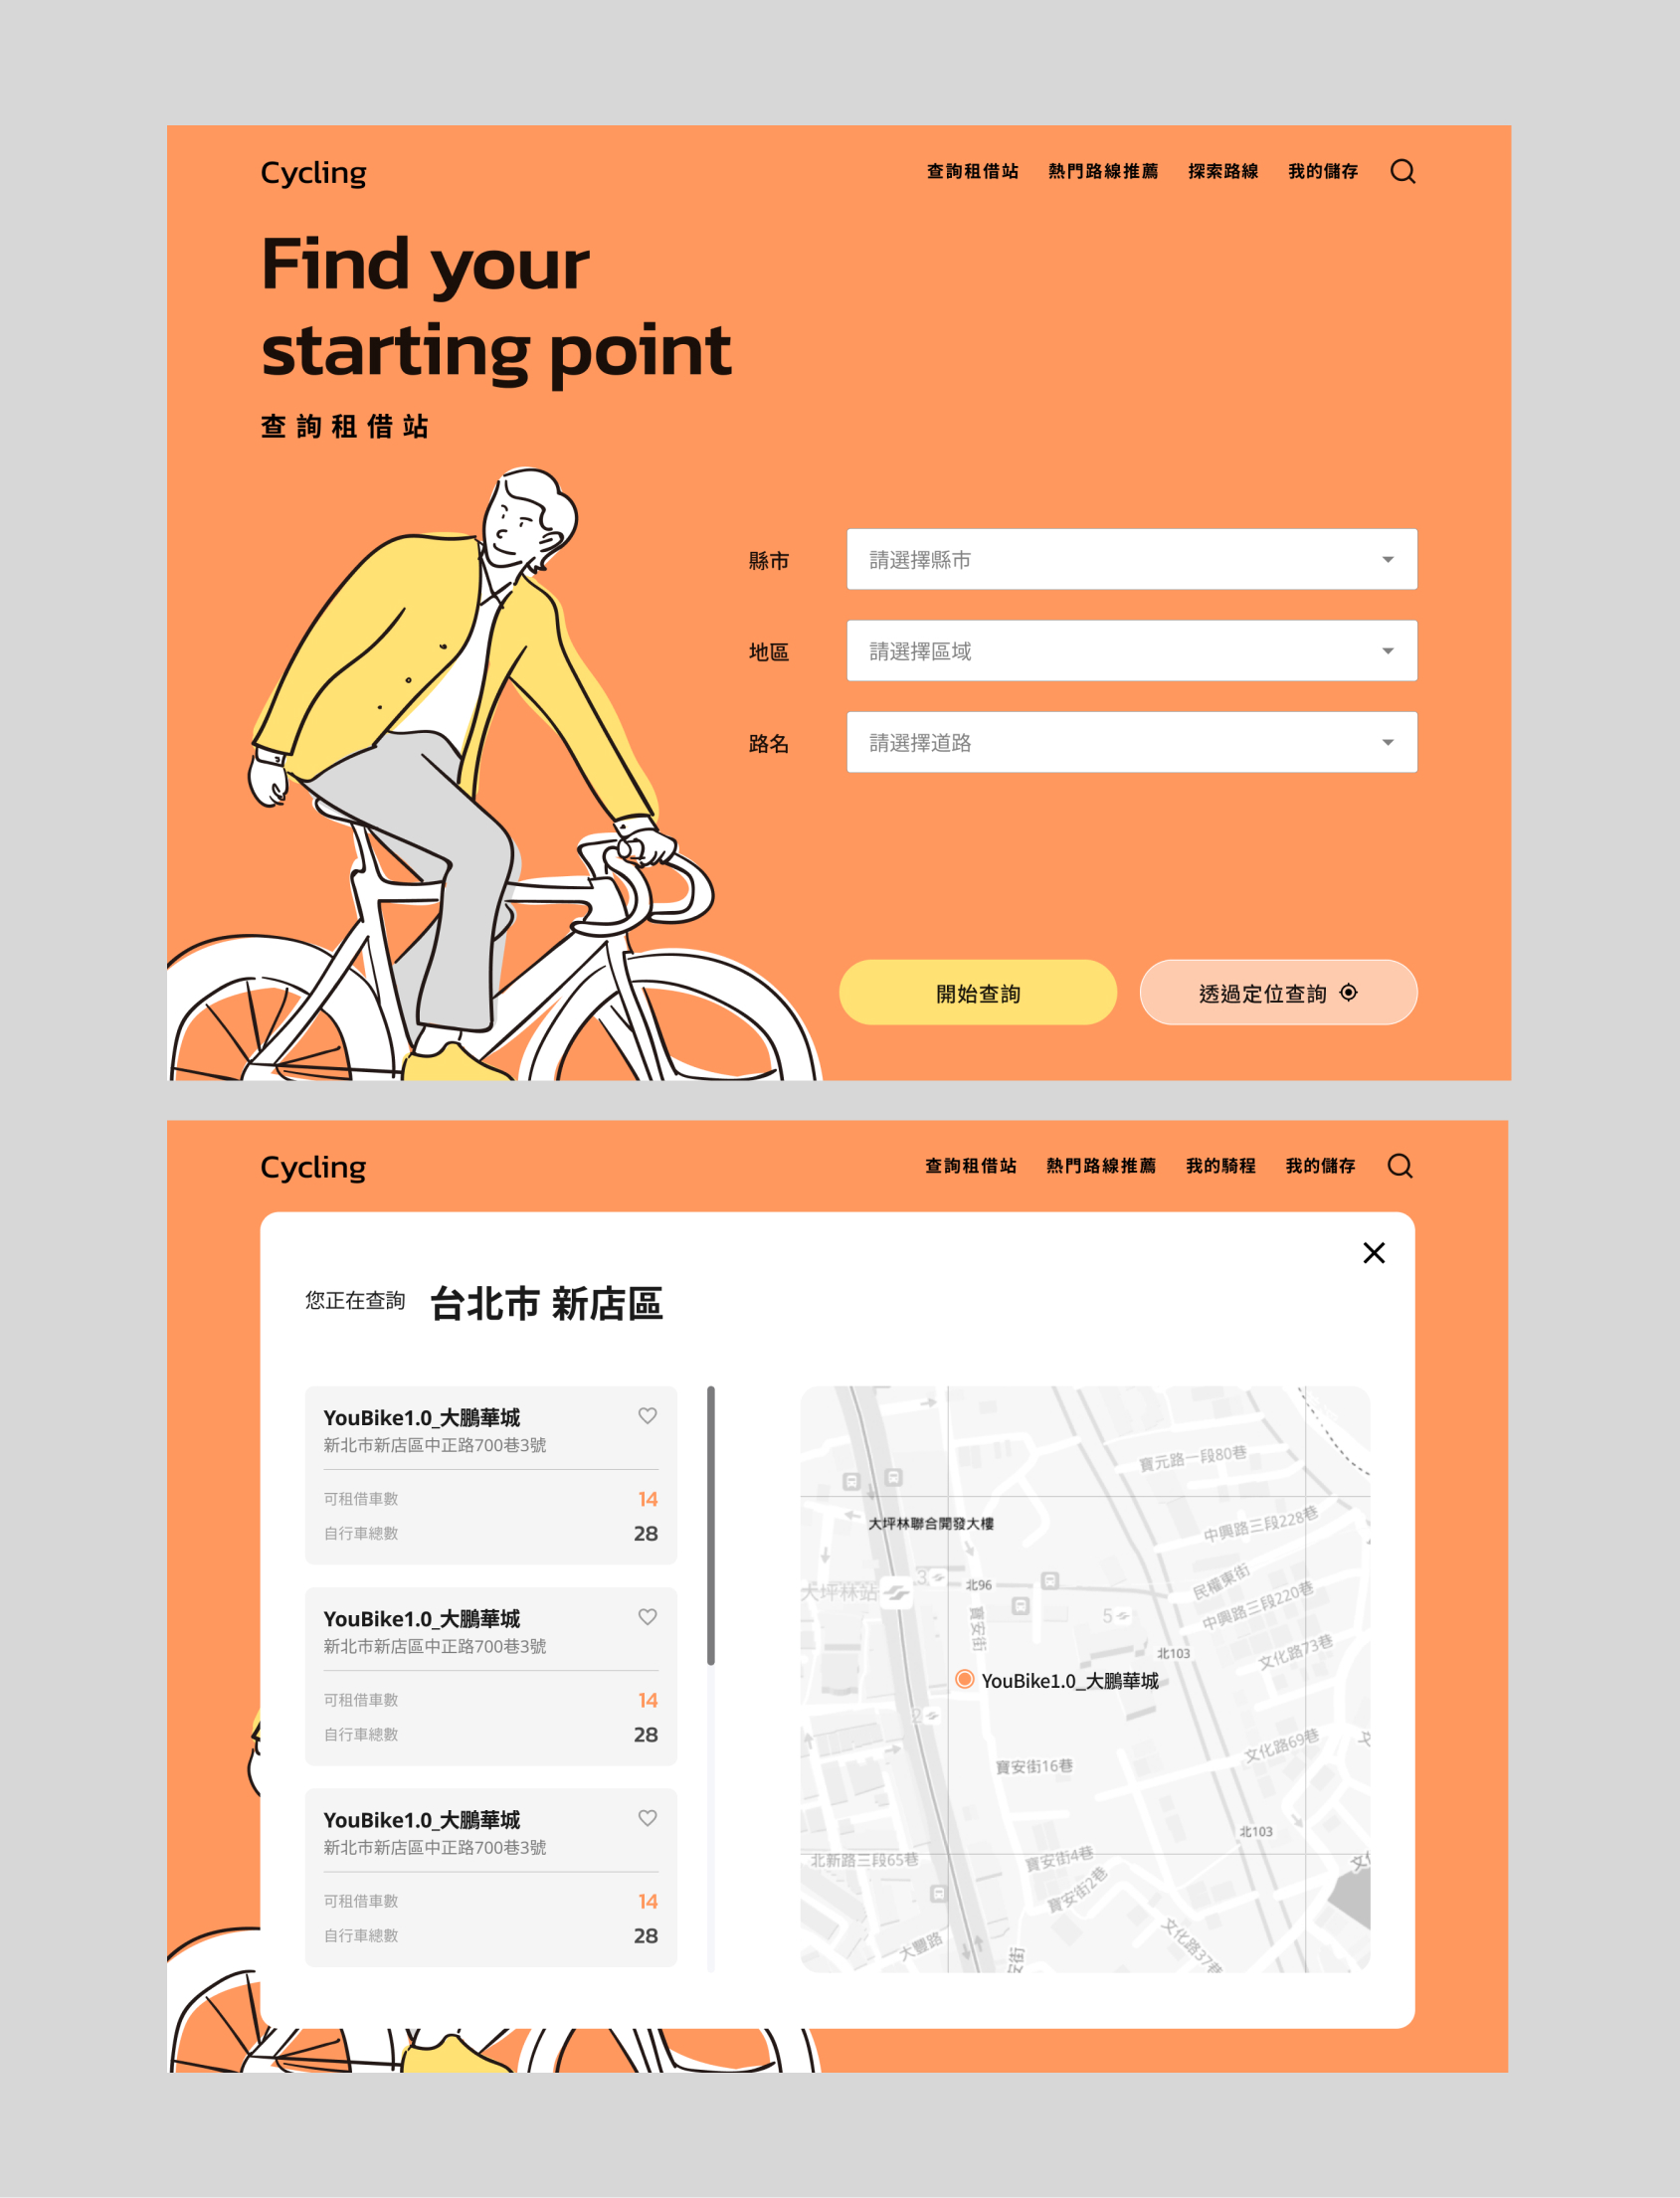 Cycling
查詢租借站 熱門路線推薦 探索路線 我的儲存
Find your
starting point
查詢租借站
縣市 請選擇縣市
地區 請選擇區域
路名 請選擇道路
開始查詢 透過定位查詢
Cycling
查詢租借站 熱門路線推薦 我的騎程 我的儲存
您正在查詢 台北市 新店區
YouBike1.0_大鵬華城
新北市新店區中正路700巷3號
可租借車數 14
自行車總數 28
YouBike1.0_大鵬華城
新北市新店區中正路700巷3號
可租借車數 14
自行車總數 28
YouBike1.0_大鵬華城
新北市新店區中正路700巷3號
可租借車數 14
自行車總數 28
寶元路一段80巷
中興路三段228巷
大坪林聯合開發大樓
3
北96
大坪林站
民權東街
中興路三段220巷
5
寶安街
文化路73巷
北103
YouBike1.0_大鵬華城
2
文化路69巷
寶安街16巷
北103
北新路三段65巷
寶安街4巷
寶安街2巷
大豐路
文化路37巷
安街